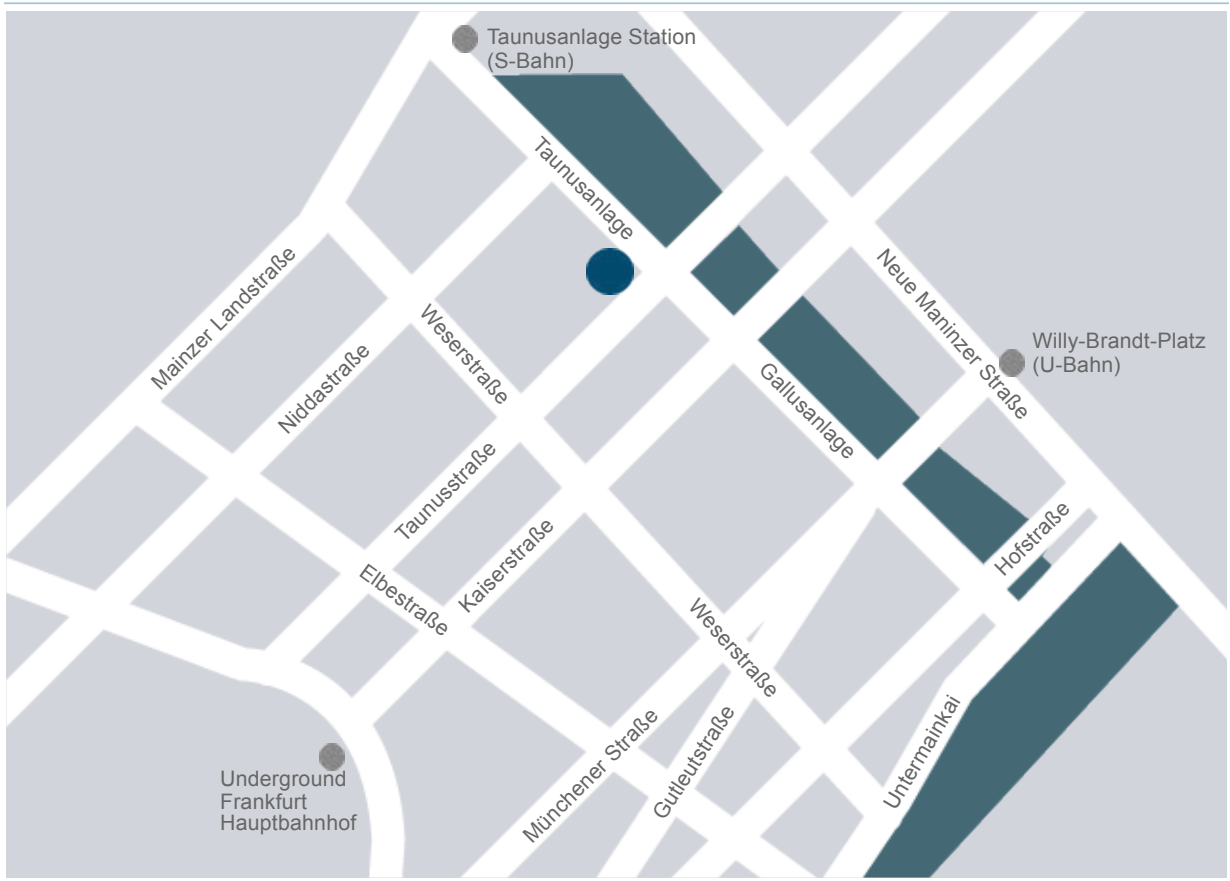 Taunusanlage Station
(S-Bahn)
Taunusanlage
Mainzer Landstraße
Neue Maninzer Straße
Weserstraße
Willy-Brandt-Platz
(U-Bahn)
Niddastraße
Gallusanlage
Taunusstraße
Hofstraße
Kaiserstraße
Elbestraße
Weserstraße
Untermainkai
Münchener Straße
Gutleutstraße
Underground
Frankfurt
Hauptbahnhof